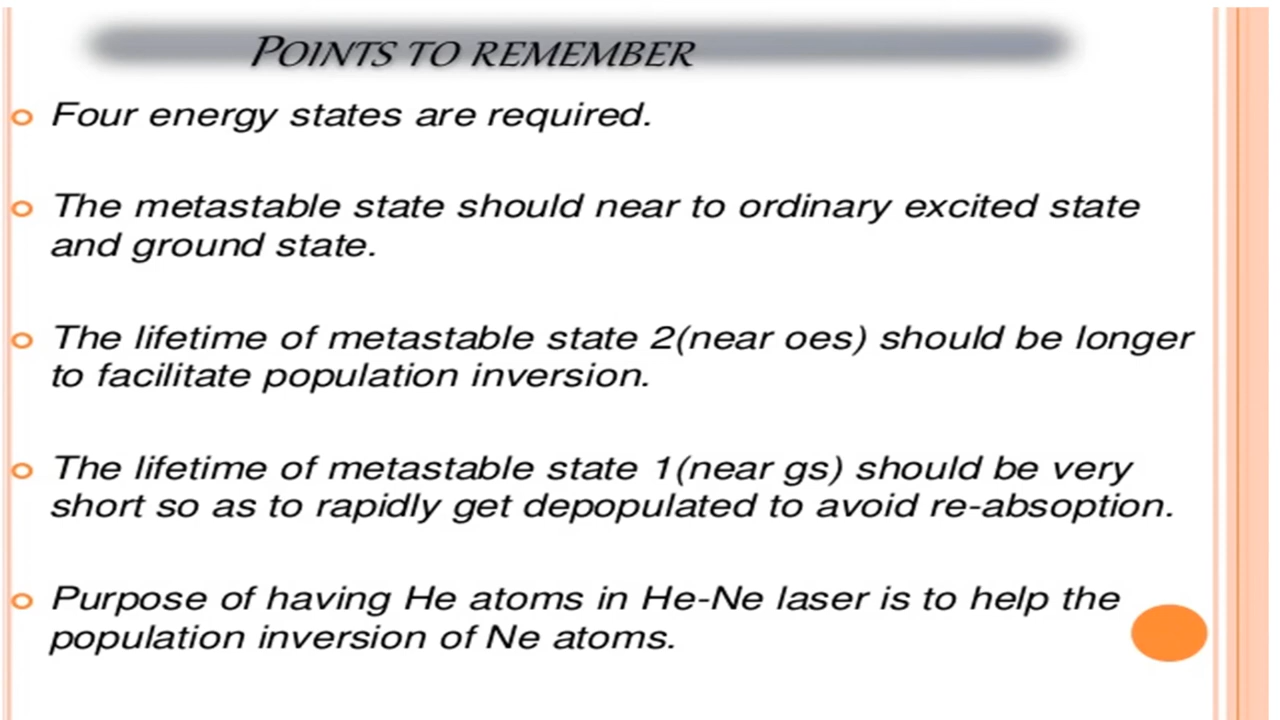 POINTS TO REMEMBER
Four energy states are required.
The metastable state should near to ordinary excited state
and ground state.
The lifetime of metastable state 2(near oes) should be longer
to facilitate population inversion.
The lifetime of metastable state 1(near gs) should be very
short so as to rapidly get depopulated to avoid re-absoption.
Purpose of having He atoms in He-Ne laser is to help the
population inversion of Ne atoms.